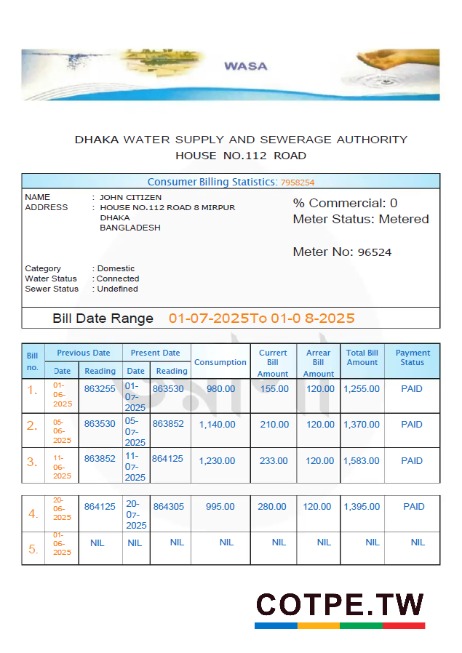 WASA
DHAKA WATER SUPPLY AND SEWERAGE AUTHORITY
HOUSE NO.112 ROAD
Consumer Billing Statistics: 7958254
NAME : JOHN CITIZEN
ADDRESS : HOUSE NO.112 ROAD 8 MIRPUR
DHAKA
BANGLADESH
% Commercial: 0
Meter Status: Metered
Meter No: 96524
Category : Domestic
Water Status : Connected
Sewer Status : Undefined
Bill Date Range 01-07-2025To 01-0 8-2025
Bill no. Previous Date Present Date Consumption Currert Bill Amount Arrear Bill Amount Total Bill Amount Payment Status
Date Reading Date Reading
1. 01-06-2025 863255 01-07-2025 863530 980.00 155.00 120.00 1,255.00 PAID
2. 05-06-2025 863530 05-07-2025 863852 1,140.00 210.00 120.00 1,370.00 PAID
3. 11-06-2025 863852 11-07-2025 864125 1,230.00 233.00 120.00 1,583.00 PAID
4. 20-06-2025 864125 20-07-2025 864305 995.00 280.00 120.00 1,395.00 PAID
5. 01-06-2025 NIL NIL NIL NIL NIL NIL NIL NIL
COTPE.TW